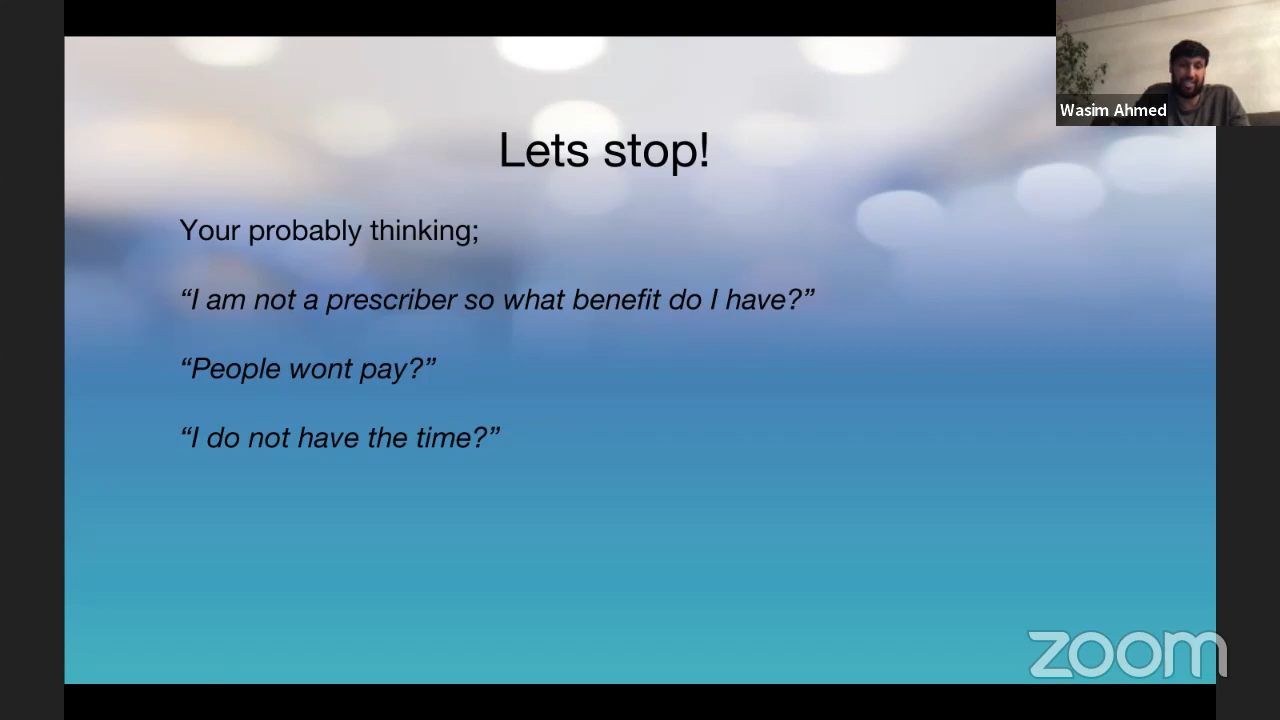 Wasim Ahmed
Lets stop!
Your probably thinking;
“I am not a prescriber so what benefit do I have?”
“People wont pay?”
“I do not have the time?”
zoom